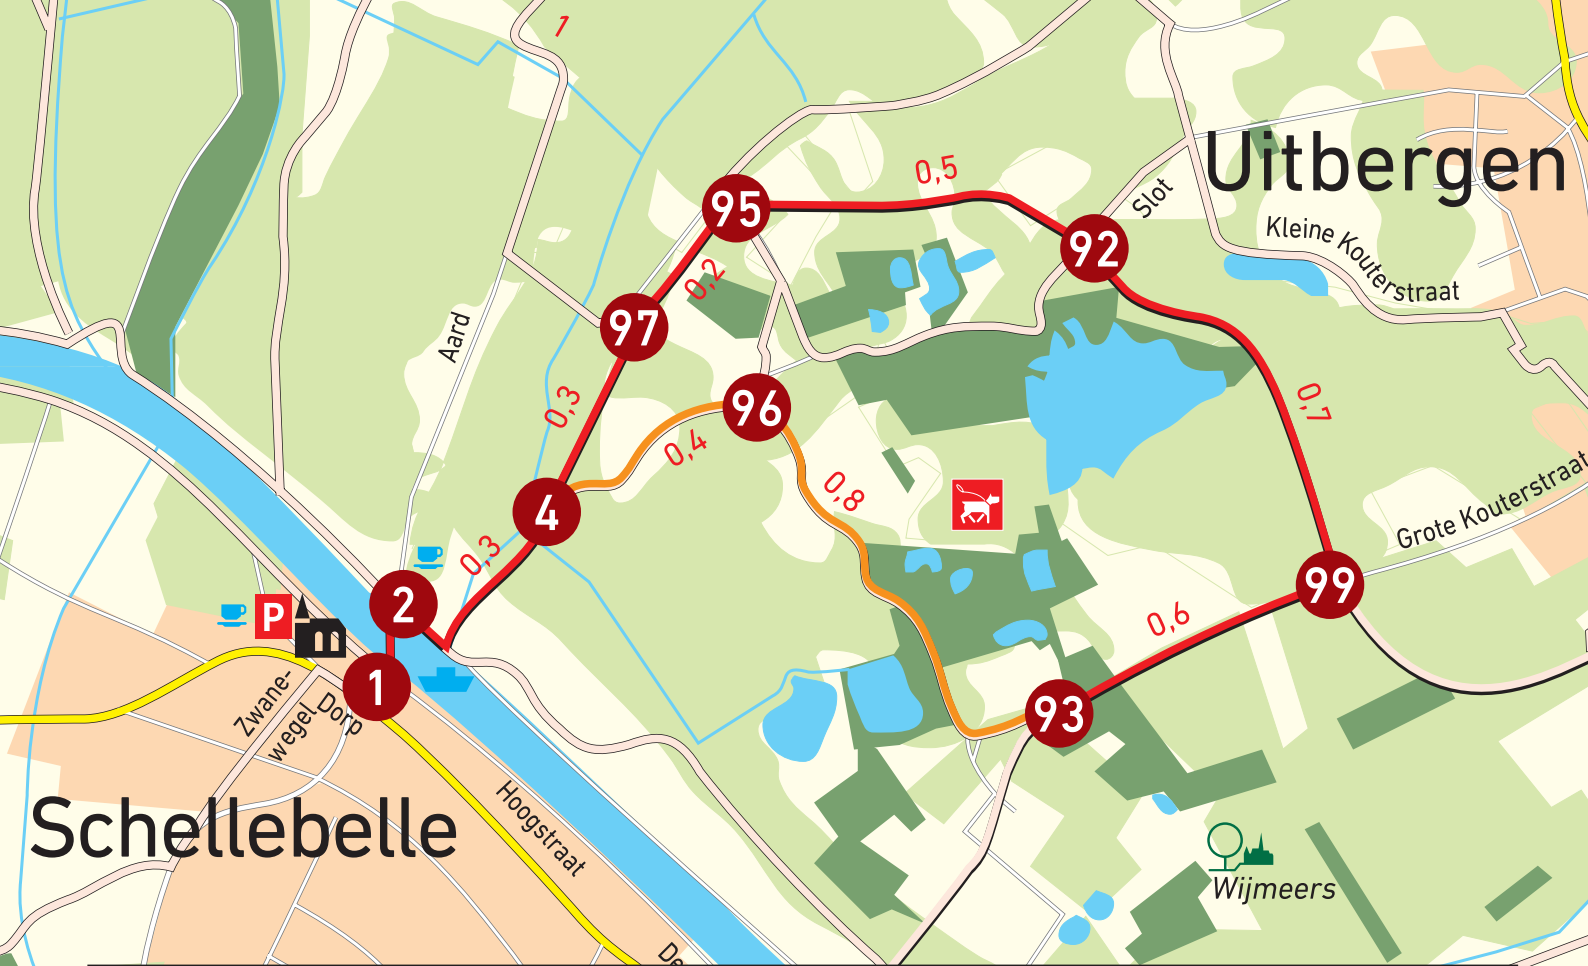 1
Uitbergen
0,5
95
Slot
92
Kleine Kouterstraat
0,2
97
Aard
0,3
96
0,4
0,7
0,8
Grote Kouterstraat
4
0,3
99
2
P
0,6
1
93
Zwane-
wegel
Dorp
Schellebelle
Hoogstraat
Wijmeers
De